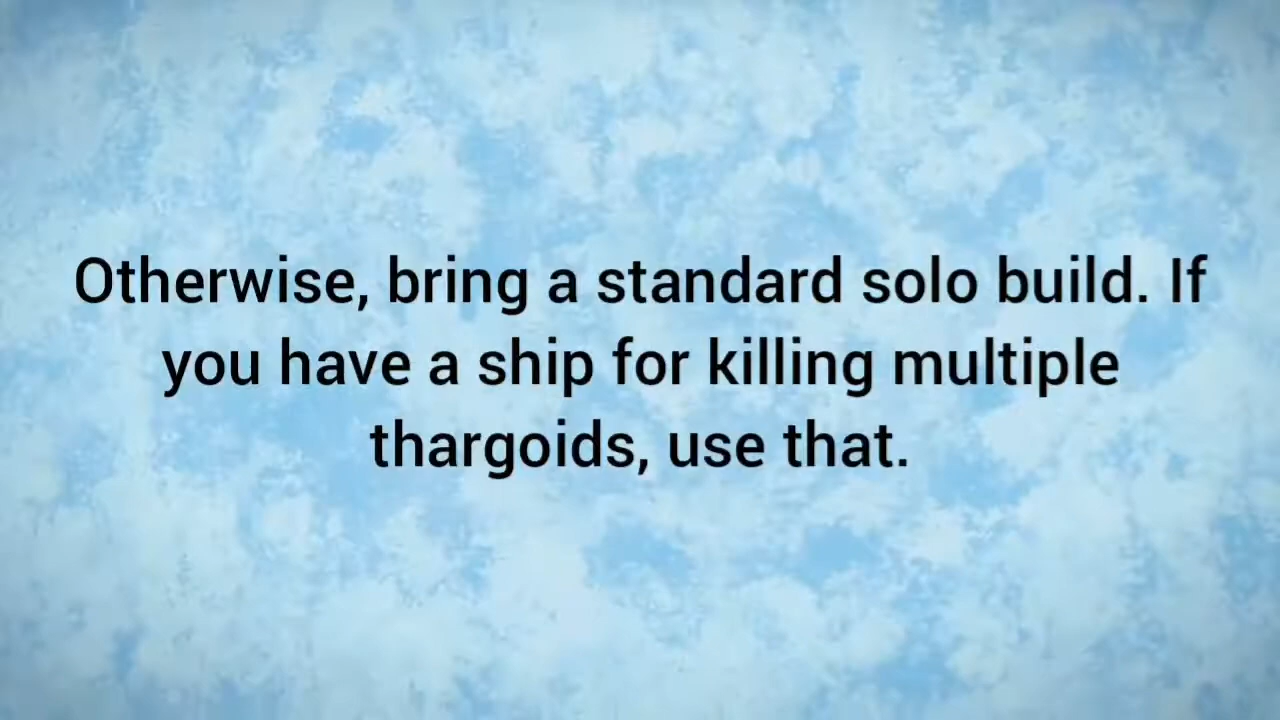 Otherwise, bring a standard solo build. If
you have a ship for killing multiple
thargoids, use that.